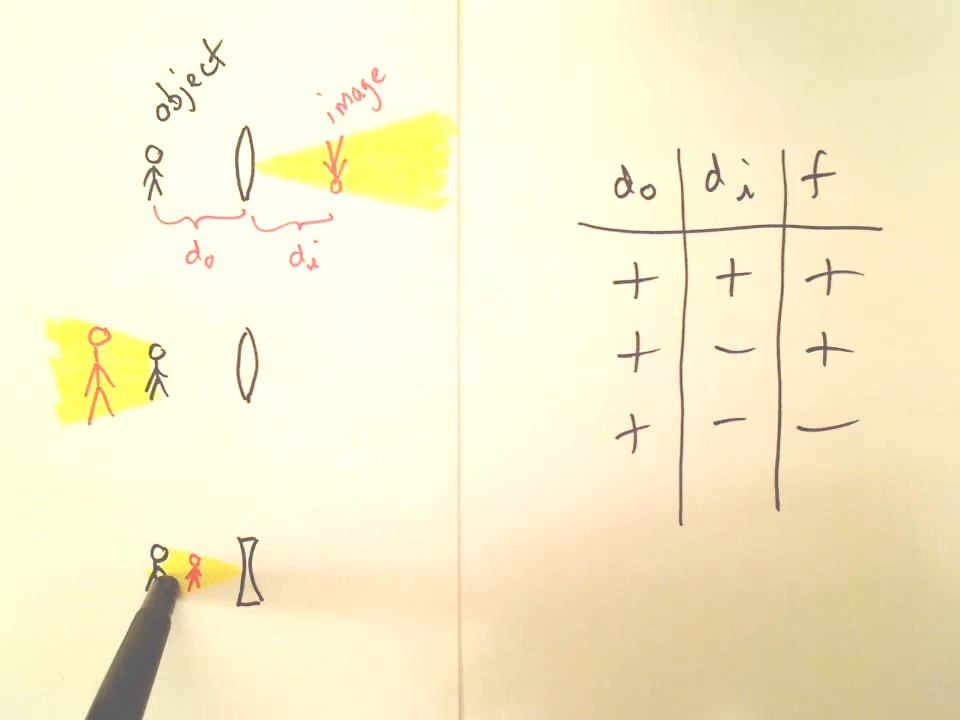 object
image
do di
do di f
+ + +
+ - +
+ - -